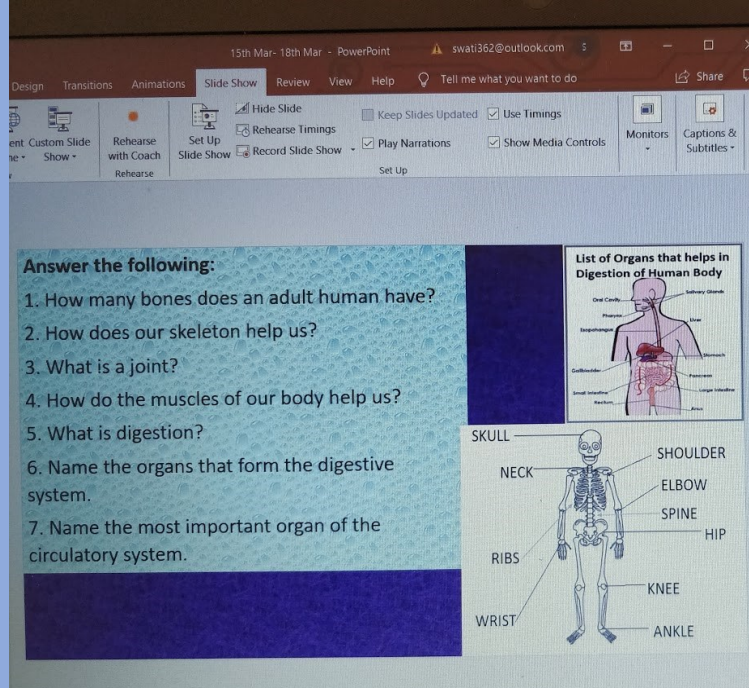 15th Mar- 18th Mar - PowerPoint
swati362@outlook.com
S
Design Transitions Animations Slide Show Review View Help Tell me what you want to do
Share
Custom Slide
Show
Rehearse
with Coach
Rehearse
Set Up
Slide Show
Hide Slide
Rehearse Timings
Record Slide Show
Keep Slides Updated
Play Narrations
Use Timings
Show Media Controls
Set Up
Monitors
Captions &
Subtitles
Answer the following:
1. How many bones does an adult human have?
2. How does our skeleton help us?
3. What is a joint?
4. How do the muscles of our body help us?
5. What is digestion?
6. Name the organs that form the digestive
system.
7. Name the most important organ of the
circulatory system.
List of Organs that helps in
Digestion of Human Body
Oral Cavity
Salivary Glands
Pharynx
Liver
Stomach
Gallbladder
Pancreas
Small Intestine
Large Intestine
Rectum
Anus
SKULL
SHOULDER
NECK
ELBOW
SPINE
HIP
RIBS
KNEE
WRIST
ANKLE